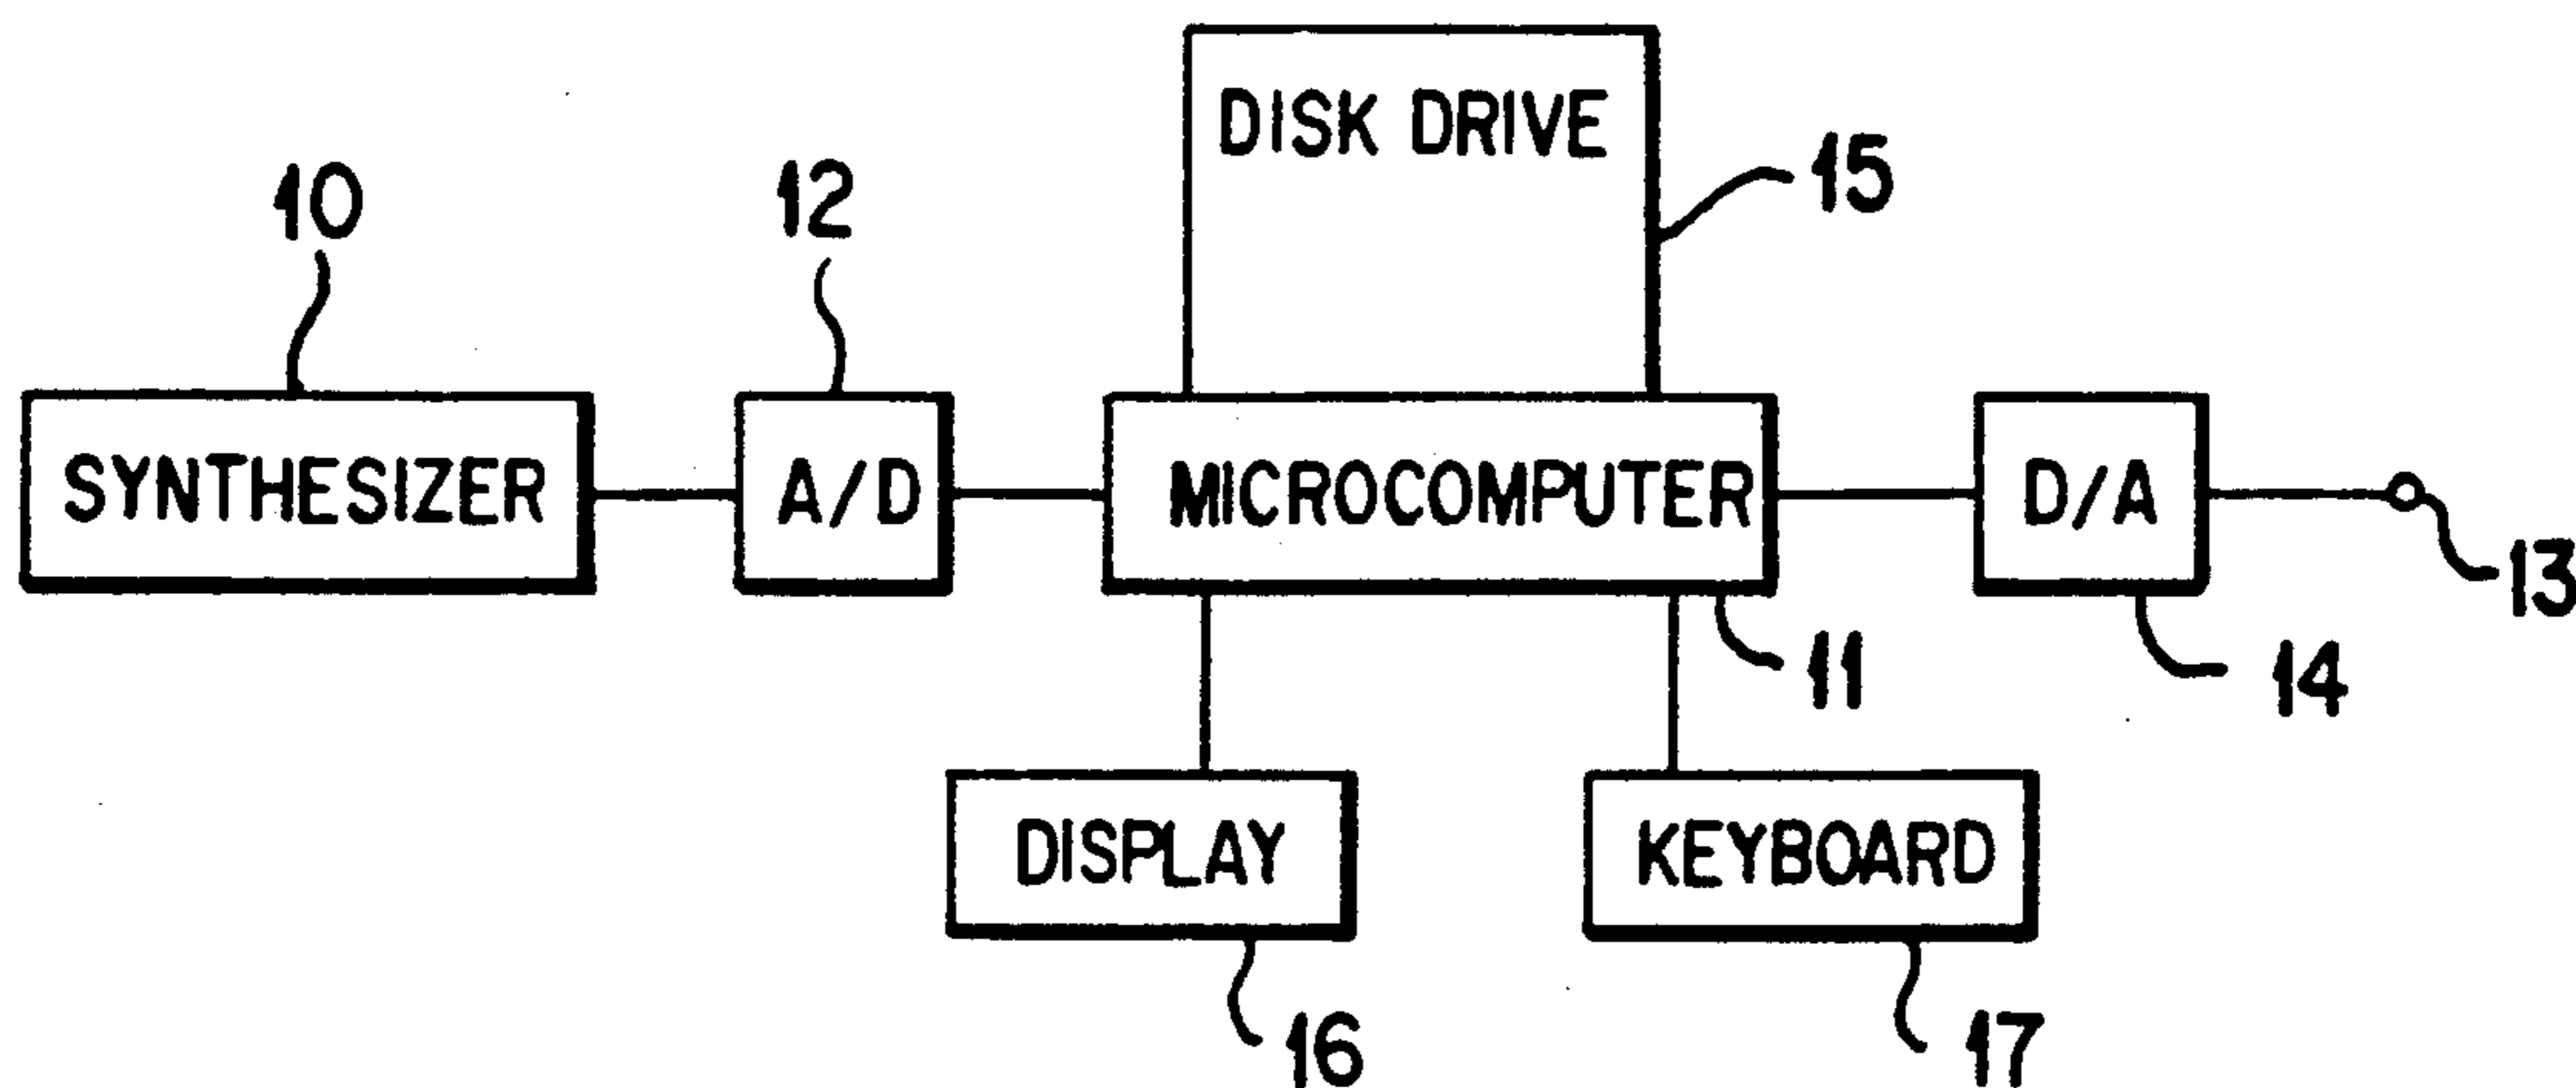 DISK DRIVE
15
10
12
SYNTHESIZER
A/D
MICROCOMPUTER
D/A
13
11
14
DISPLAY
KEYBOARD
16
17